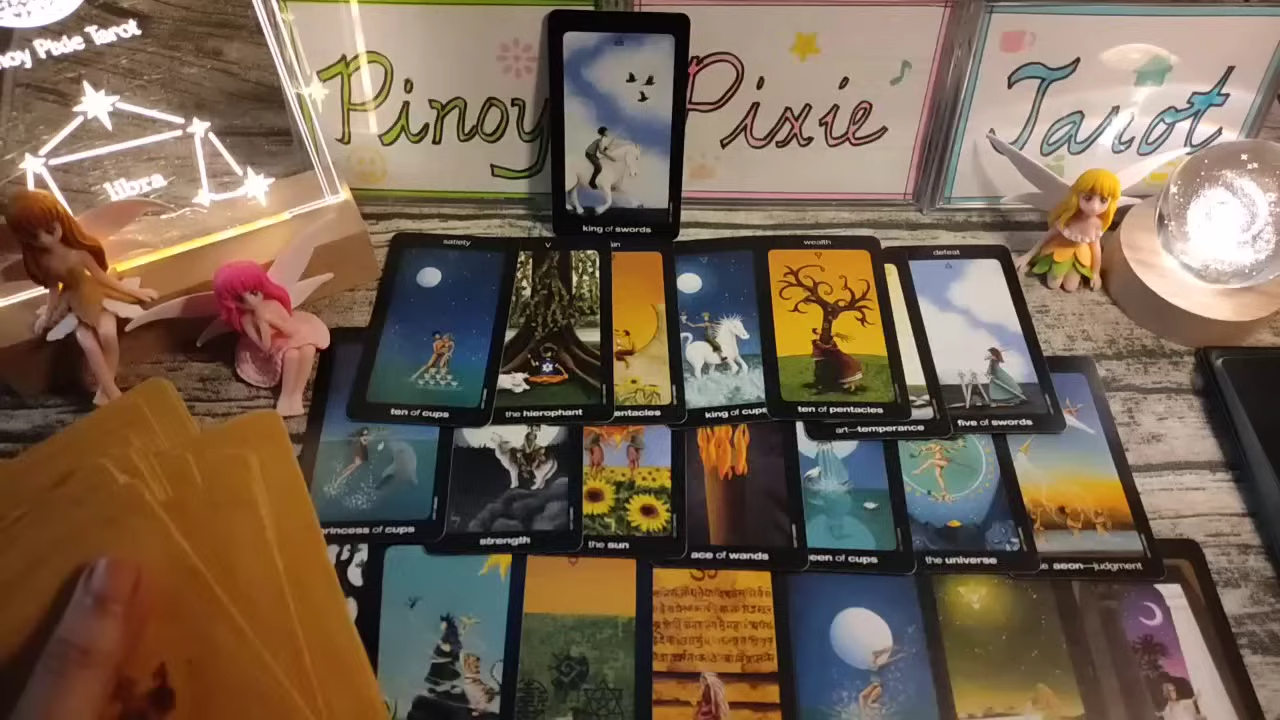 Pinoy Pixie Tarot
Pixie Tarot
libra
king of swords
satiety
ten of cups
V
the hierophant
king of cups
wealth
ten of pentacles
art—temperance
defeat
five of swords
princess of cups
strength
the sun
ace of wands
of cups
the universe
aeon—judgment